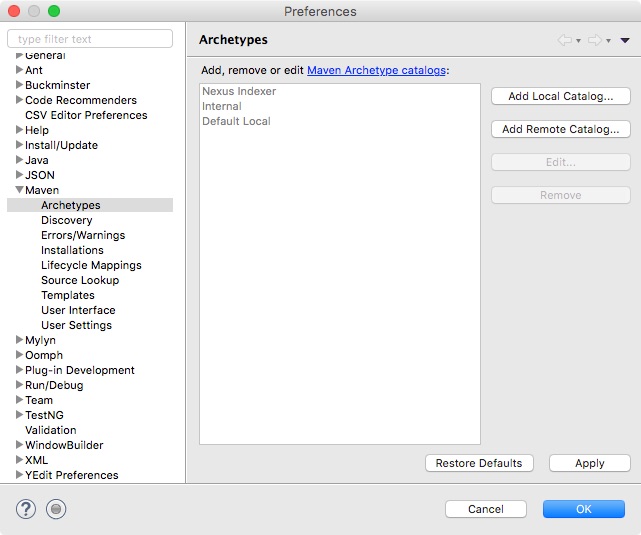 Preferences
type filter text
General
Ant
Buckminster
Code Recommenders
CSV Editor Preferences
Help
Install/Update
Java
JSON
Maven
Archetypes
Discovery
Errors/Warnings
Installations
Lifecycle Mappings
Source Lookup
Templates
User Interface
User Settings
Mylyn
Oomph
Plug-in Development
Run/Debug
Team
TestNG
Validation
WindowBuilder
XML
YEdit Preferences
Archetypes
Add, remove or edit Maven Archetype catalogs:
Nexus Indexer
Internal
Default Local
Add Local Catalog...
Add Remote Catalog...
Edit...
Remove
Restore Defaults
Apply
?
Cancel
OK